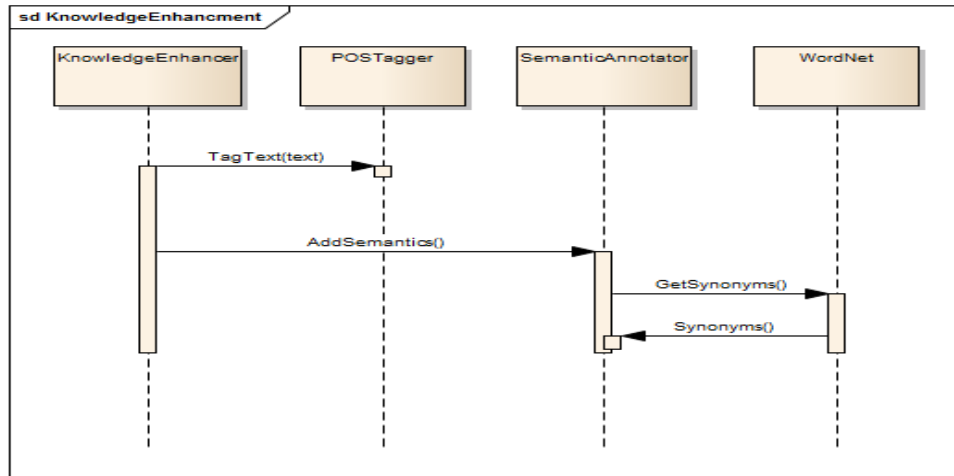 sd KnowledgeEnhancment
KnowledgeEnhancer
POSTagger
SemanticAnnotator
WordNet
TagText(text)
AddSemantics()
GetSynonyms()
Synonyms()